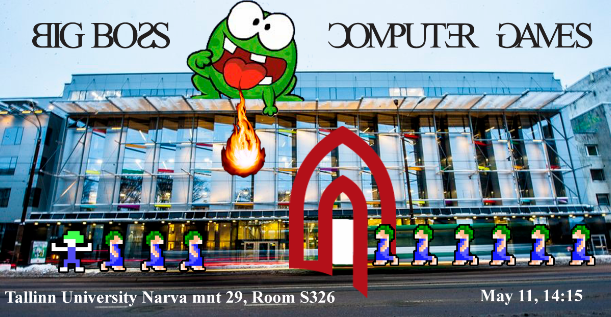 BIG BOSS COMPUTER GAMES
Tallinn University Narva mnt 29, Room S326 May 11, 14:15